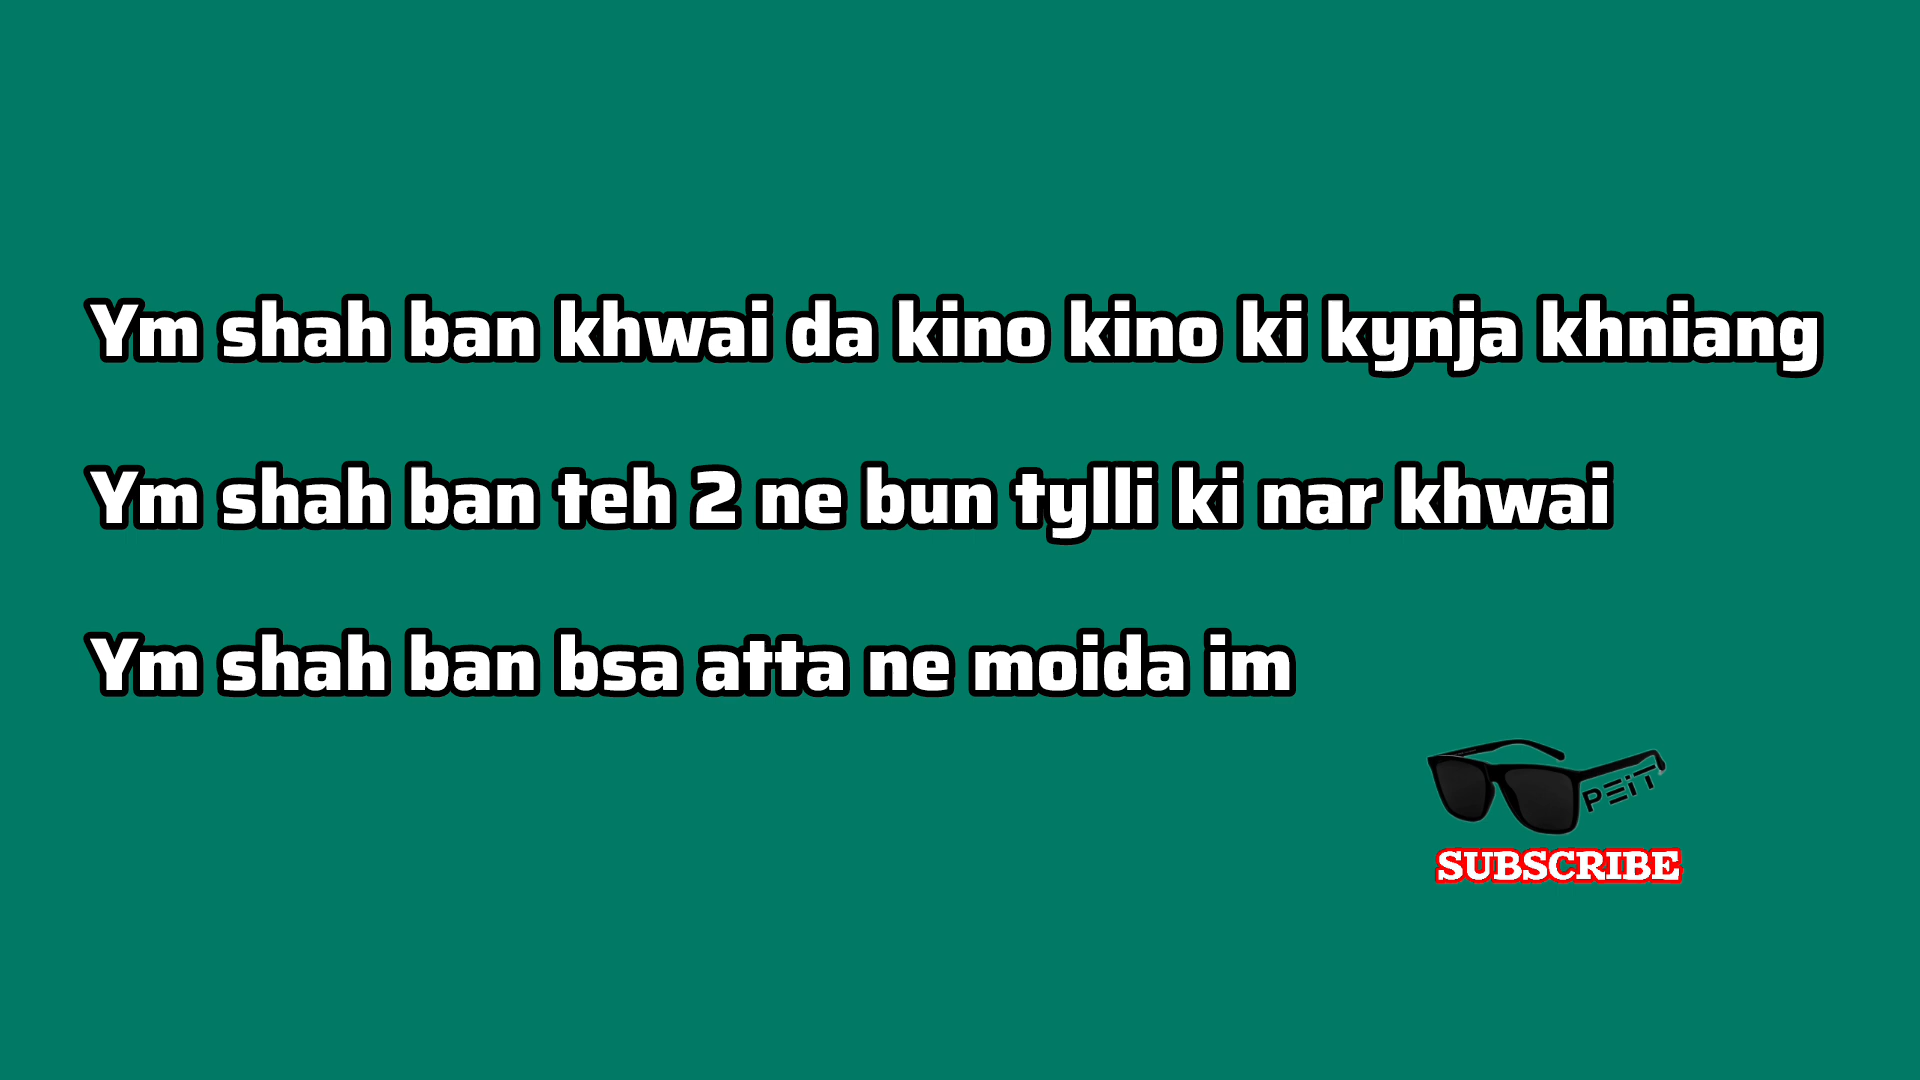 Ym shah ban khwai da kino kino ki kynja khniang
Ym shah ban teh 2 ne bun tylli ki nar khwai
Ym shah ban bsa atta ne moida im
PEIT
SUBSCRIBE